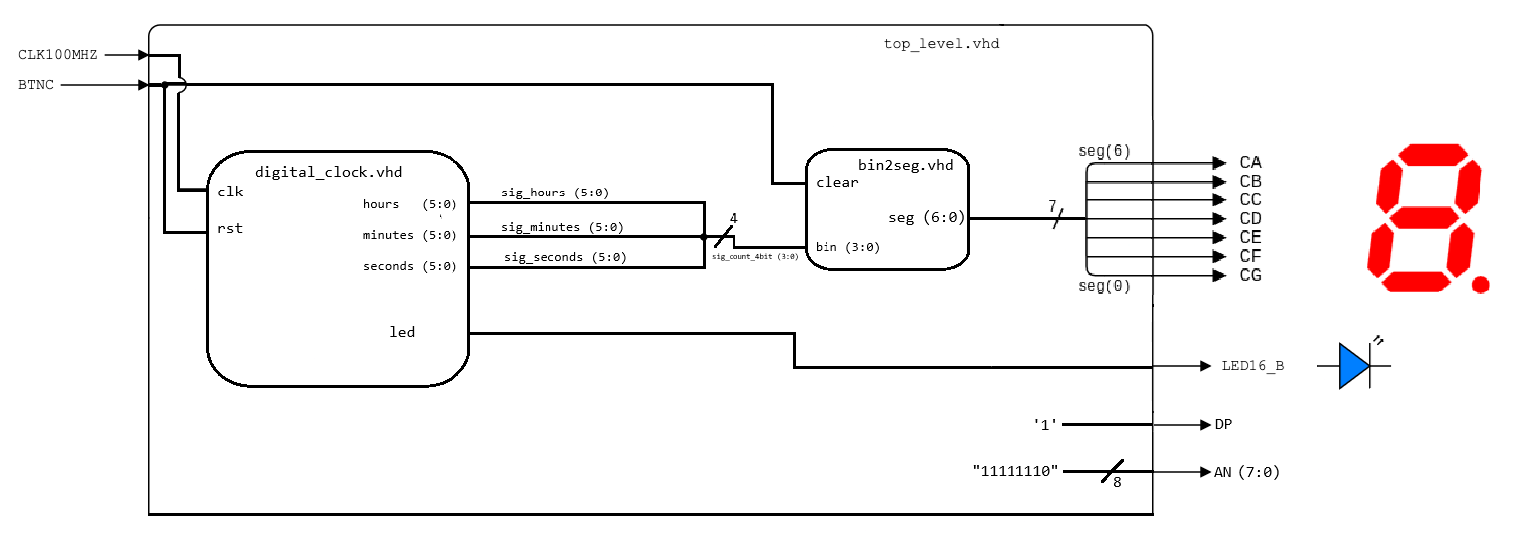 top_level.vhd
CLK100MHZ
BTNC
digital_clock.vhd
clk
rst
hours (5:0)
minutes (5:0)
seconds (5:0)
led
sig_hours (5:0)
sig_minutes (5:0)
sig_seconds (5:0)
4
sig_count_4bit (3:0)
bin2seg.vhd
clear
seg (6:0)
bin (3:0)
7
seg(6)
seg(0)
CA
CB
CC
CD
CE
CF
CG
LED16_B
'1'
DP
"11111110"
8
AN (7:0)